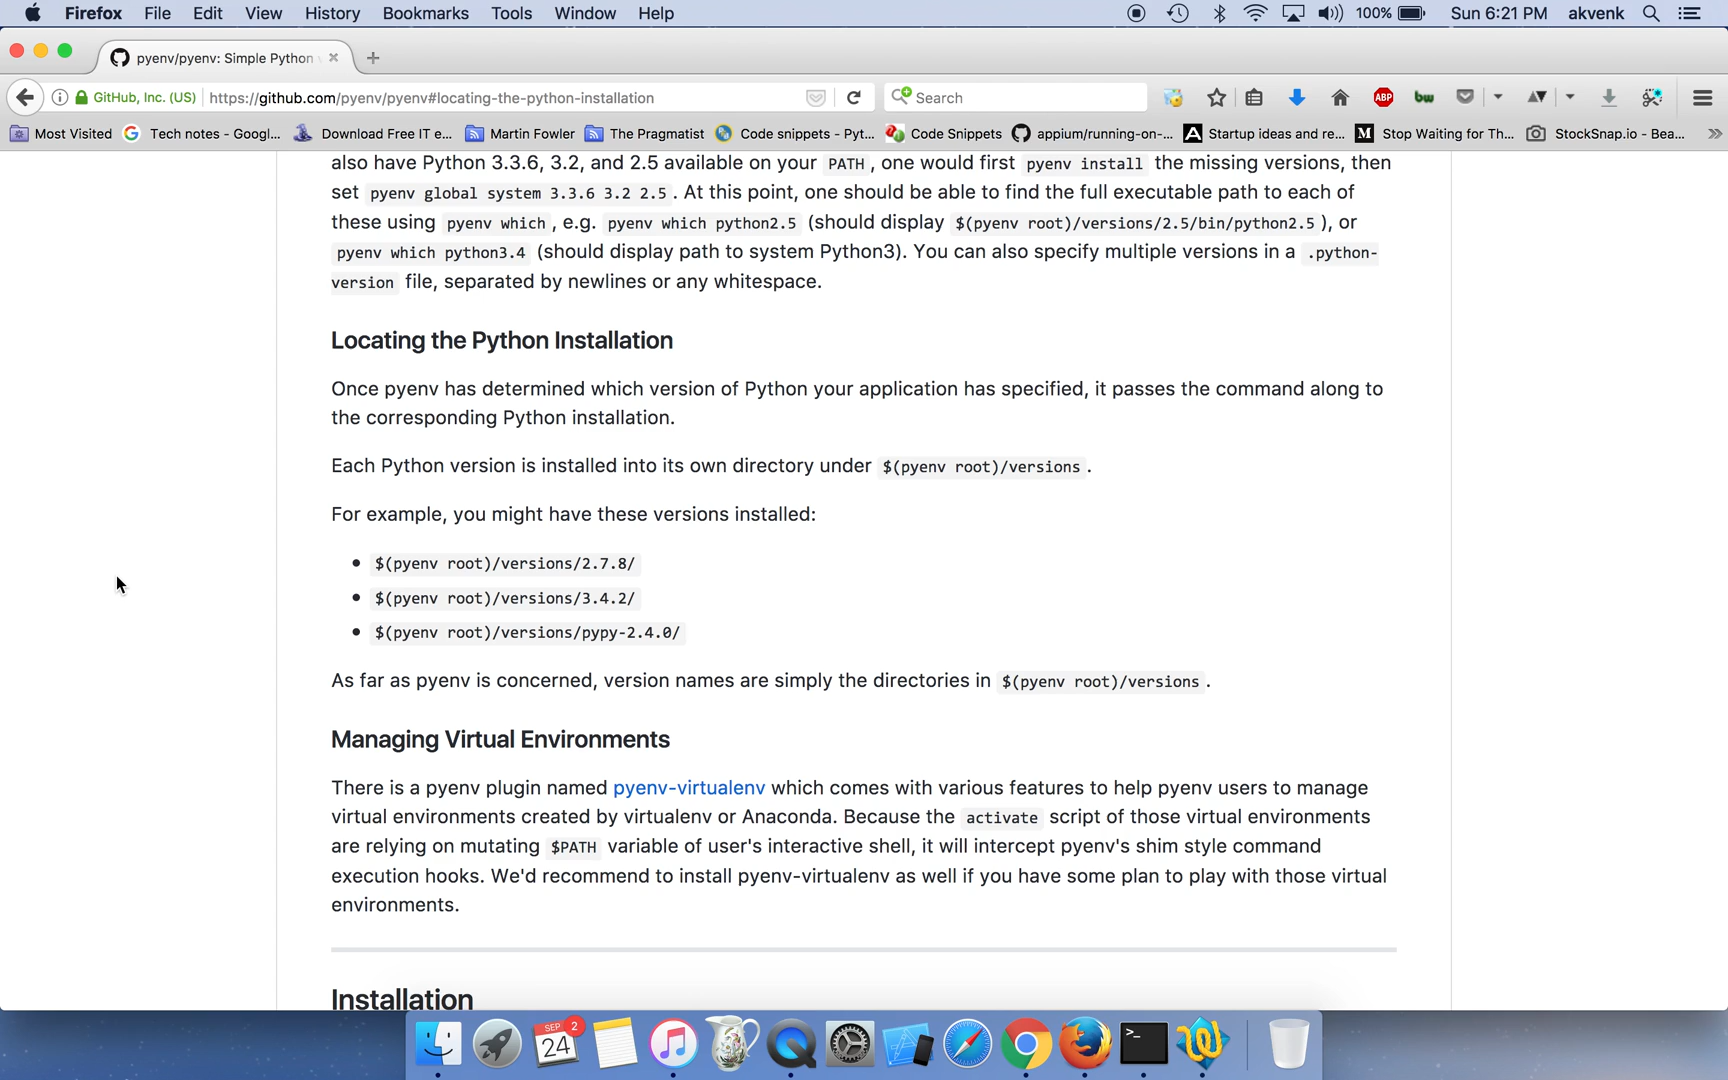 Firefox File Edit View History Bookmarks Tools Window Help 100% Sun 6:21 PM akvenk
pyenv/pyenv: Simple Python
GitHub, Inc. (US) https://github.com/pyenv/pyenv#locating-the-python-installation Search ABP bw
Most Visited Tech notes - Googl... Download Free IT e... Martin Fowler The Pragmatist Code snippets - Pyt... Code Snippets appium/running-on-... Startup ideas and re... Stop Waiting for Th... StockSnap.io - Bea...
also have Python 3.3.6, 3.2, and 2.5 available on your PATH, one would first pyenv install the missing versions, then
set pyenv global system 3.3.6 3.2 2.5. At this point, one should be able to find the full executable path to each of
these using pyenv which, e.g. pyenv which python2.5 (should display $(pyenv root)/versions/2.5/bin/python2.5), or
pyenv which python3.4 (should display path to system Python3). You can also specify multiple versions in a .python-
version file, separated by newlines or any whitespace.
Locating the Python Installation
Once pyenv has determined which version of Python your application has specified, it passes the command along to
the corresponding Python installation.
Each Python version is installed into its own directory under $(pyenv root)/versions.
For example, you might have these versions installed:
• $(pyenv root)/versions/2.7.8/
• $(pyenv root)/versions/3.4.2/
• $(pyenv root)/versions/pypy-2.4.0/
As far as pyenv is concerned, version names are simply the directories in $(pyenv root)/versions.
Managing Virtual Environments
There is a pyenv plugin named pyenv-virtualenv which comes with various features to help pyenv users to manage
virtual environments created by virtualenv or Anaconda. Because the activate script of those virtual environments
are relying on mutating $PATH variable of user's interactive shell, it will intercept pyenv's shim style command
execution hooks. We'd recommend to install pyenv-virtualenv as well if you have some plan to play with those virtual
environments.
Installation
SEP 2
24